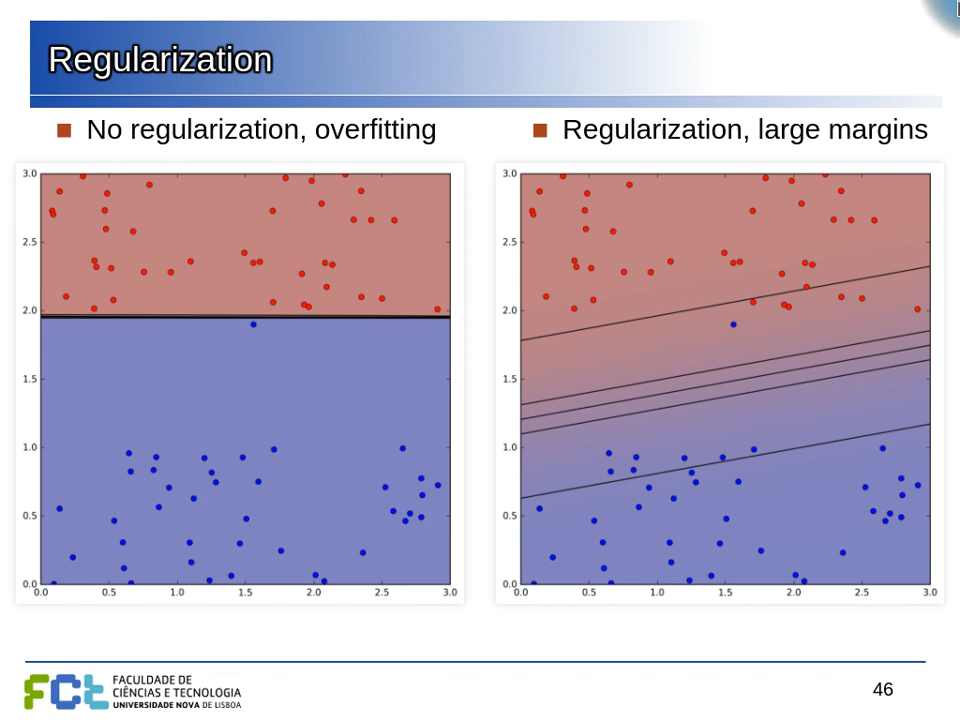 Regularization
No regularization, overfitting
Regularization, large margins
3.0
2.5
2.0
1.5
1.0
0.5
0.0
0.0 0.5 1.0 1.5 2.0 2.5 3.0
3.0
2.5
2.0
1.5
1.0
0.5
0.0
0.0 0.5 1.0 1.5 2.0 2.5 3.0
FCt
FACULDADE DE
CIÊNCIAS E TECNOLOGIA
UNIVERSIDADE NOVA DE LISBOA
46